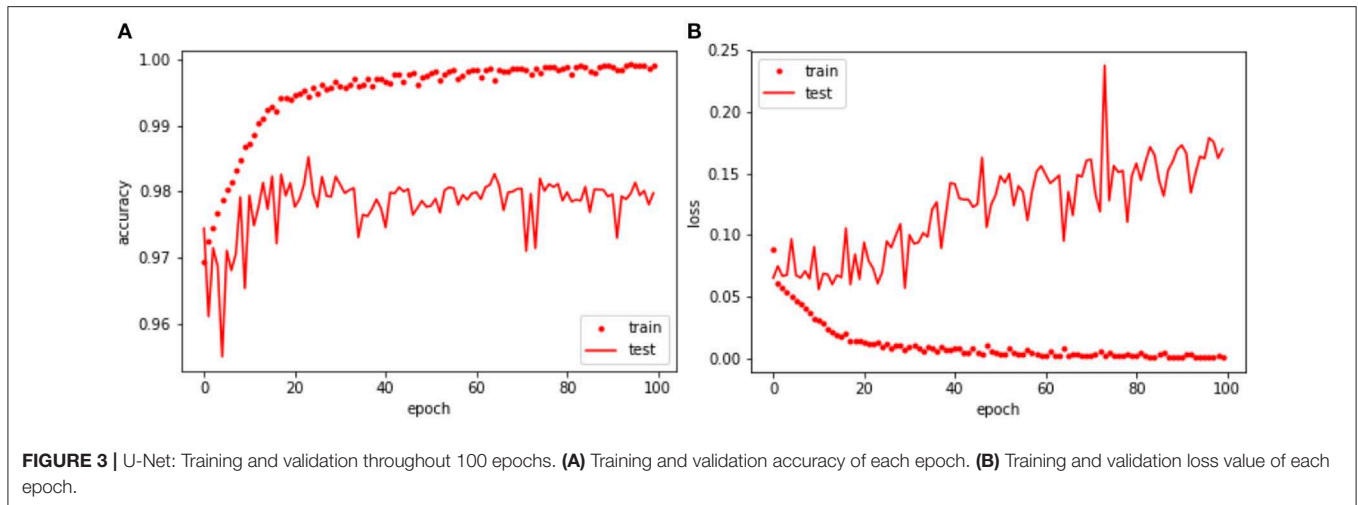 A
1.00
0.99
0.98
0.97
0.96
accuracy
train
test
0 20 40 60 80 100
epoch
B
0.25
0.20
0.15
0.10
0.05
0.00
loss
train
test
0 20 40 60 80 100
epoch
FIGURE 3 | U-Net: Training and validation throughout 100 epochs. (A) Training and validation accuracy of each epoch. (B) Training and validation loss value of each
epoch.